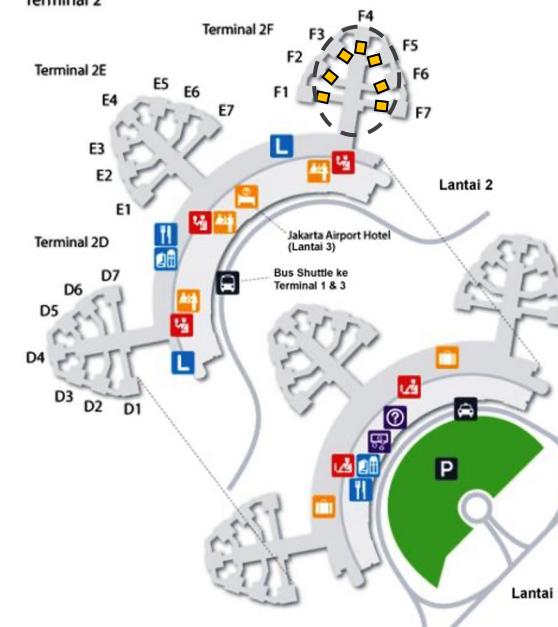 Terminal 2
F4
Terminal 2F
F3
F5
F2
F6
Terminal 2E
E5
E6
F1
E4
E7
F7
E3
L
E2
Lantai 2
E1
Jakarta Airport Hotel
(Lantai 3)
Terminal 2D
D7
Bus Shuttle ke
Terminal 1 & 3
D6
D5
D4
L
D3
D2
D1
?
P
Lantai